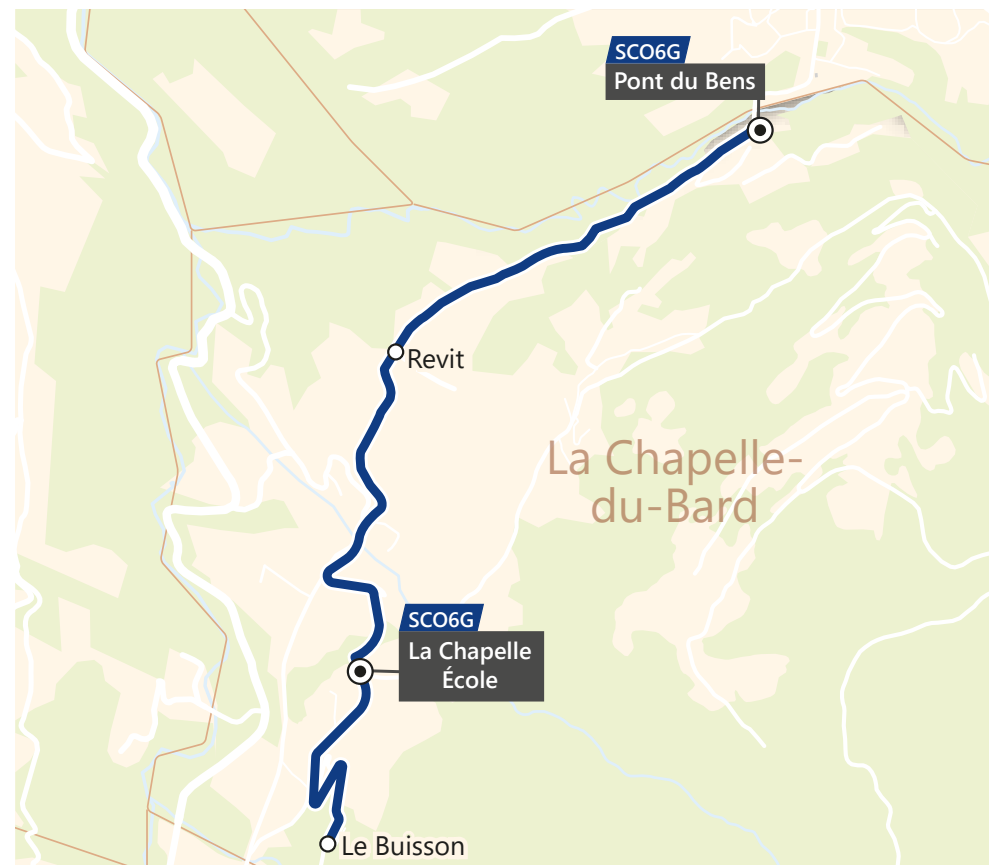 SCO6G
Pont du Bens
Revit
La Chapelle-
du-Bard
SCO6G
La Chapelle
École
Le Buisson